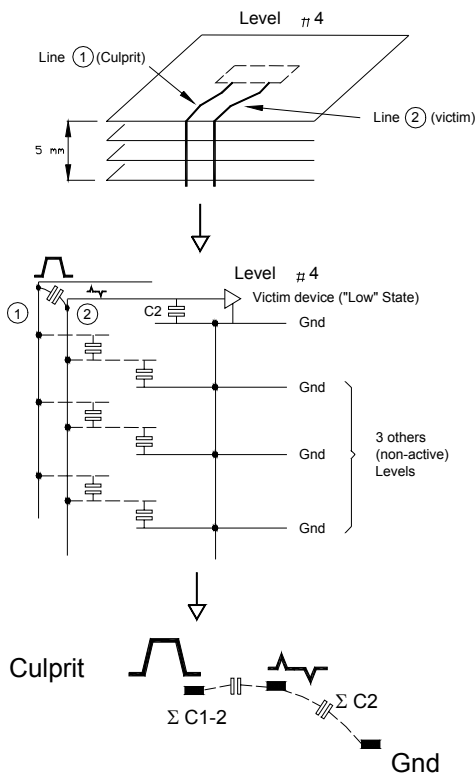 Level #4
Line ① (Culprit)
Line ② (victim)
5 mm
Level #4
① ② C2 Victim device ("Low" State)
Gnd
Gnd
3 others
(non-active)
Levels
Gnd
Gnd
Culprit
Σ C1-2
Σ C2
Gnd